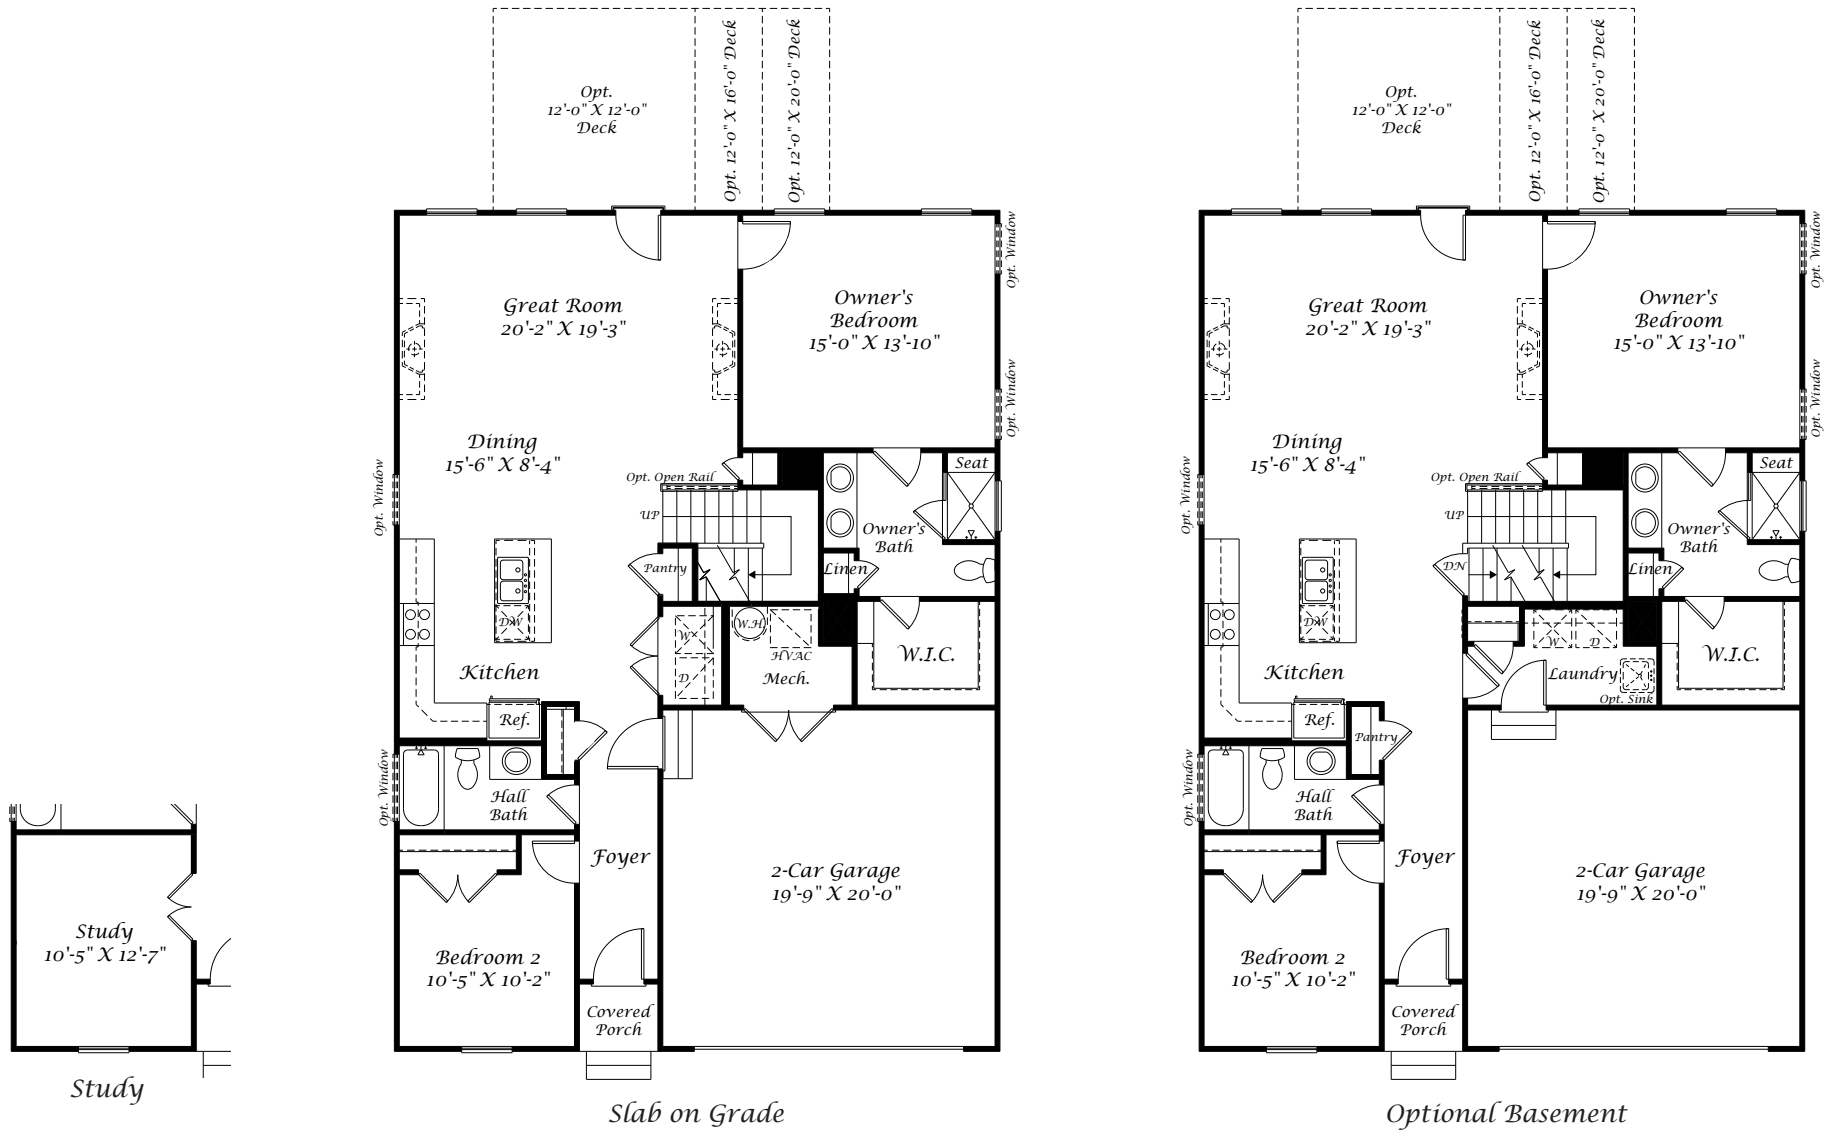 Opt.
12'-0" X 12'-0"
Deck
Opt. 12'-0" X 16'-0" Deck
Opt. 12'-0" X 20'-0" Deck
Opt. Window
Great Room
20'-2" X 19'-3"
Owner's
Bedroom
15'-0" X 13'-10"
Opt. Window
Dining
15'-6" X 8'-4"
Opt. Window
Opt. Open Rail
Seat
UP
Owner's
Bath
Pantry
Linen
DW
W
D
W.H.
HVAC
Mech.
W.I.C.
Kitchen
Ref.
Opt. Window
Hall
Bath
Foyer
2-Car Garage
19'-9" X 20'-0"
Bedroom 2
10'-5" X 10'-2"
Covered
Porch
Slab on Grade
Opt.
12'-0" X 12'-0"
Deck
Opt. 12'-0" X 16'-0" Deck
Opt. 12'-0" X 20'-0" Deck
Opt. Window
Great Room
20'-2" X 19'-3"
Owner's
Bedroom
15'-0" X 13'-10"
Opt. Window
Dining
15'-6" X 8'-4"
Opt. Window
Opt. Open Rail
Seat
UP
Owner's
Bath
DN
Linen
DW
W
D
Laundry
Opt. Sink
W.I.C.
Kitchen
Ref.
Pantry
Opt. Window
Hall
Bath
Foyer
2-Car Garage
19'-9" X 20'-0"
Bedroom 2
10'-5" X 10'-2"
Covered
Porch
Optional Basement
Study
10'-5" X 12'-7"
Study